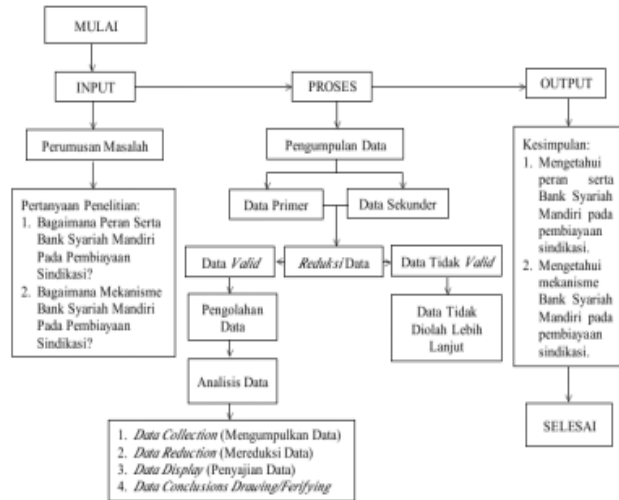 MULAI
INPUT
PROSES
OUTPUT
Perumusan Masalah
Pertanyaan Penelitian:
1. Bagaimana Peran Serta
Bank Syariah Mandiri
Pada Pembiayaan
Sindikasi?
2. Bagaimana Mekanisme
Bank Syariah Mandiri
Pada Pembiayaan
Sindikasi?
Pengumpulan Data
Data Primer
Data Sekunder
Data Valid
Reduksi Data
Data Tidak Valid
Pengolahan
Data
Data Tidak
Diolah Lebih
Lanjut
Analisis Data
1. Data Collection (Mengumpulkan Data)
2. Data Reduction (Mereduksi Data)
3. Data Display (Penyajian Data)
4. Data Conclusions Drawing/Ferifying
Kesimpulan:
1. Mengetahui
peran serta
Bank Syariah
Mandiri pada
pembiayaan
sindikasi.
2. Mengetahui
mekanisme
Bank Syariah
Mandiri pada
pembiayaan
sindikasi.
SELESAI